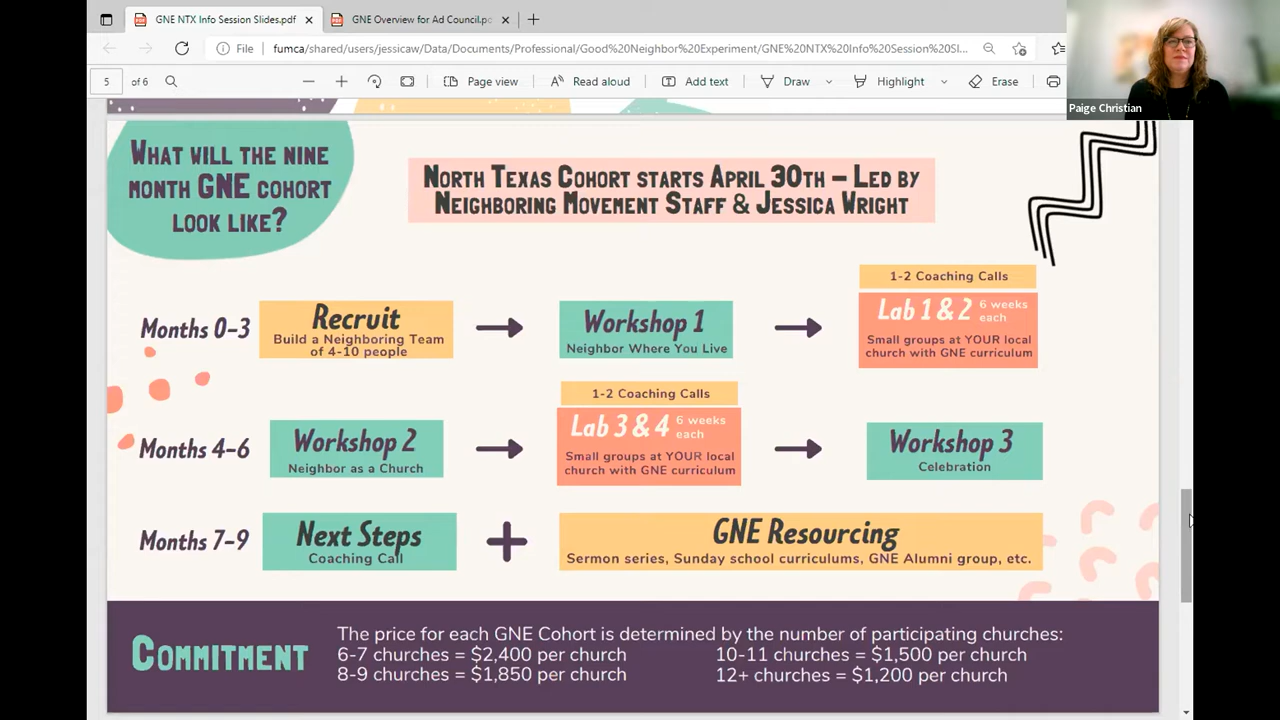 GNE NTX Info Session Slides.pdf
GNE Overview for Ad Council.pc
File
fumca/shared/users/jessicaw/Data/Documents/Professional/Good%20Neighbor%20Experiment/GNE%20NTX%20Info%20Session%20Sl...
5 of 6
Page view
Read aloud
Add text
Draw
Highlight
Erase
Paige Christian
WHAT WILL THE NINE
MONTH GNE COHORT
LOOK LIKE?
NORTH TEXAS COHORT STARTS APRIL 30TH – LED BY
NEIGHBORING MOVEMENT STAFF & JESSICA WRIGHT
Months 0-3
Recruit
Build a Neighboring Team
of 4-10 people
Workshop 1
Neighbor Where You Live
1-2 Coaching Calls
Lab 1 & 2 6 weeks
each
Small groups at YOUR local
church with GNE curriculum
Months 4-6
Workshop 2
Neighbor as a Church
1-2 Coaching Calls
Lab 3 & 4 6 weeks
each
Small groups at YOUR local
church with GNE curriculum
Workshop 3
Celebration
Months 7-9
Next Steps
Coaching Call
GNE Resourcing
Sermon series, Sunday school curriculums, GNE Alumni group, etc.
COMMITMENT
The price for each GNE Cohort is determined by the number of participating churches:
6-7 churches = $2,400 per church
10-11 churches = $1,500 per church
8-9 churches = $1,850 per church
12+ churches = $1,200 per church